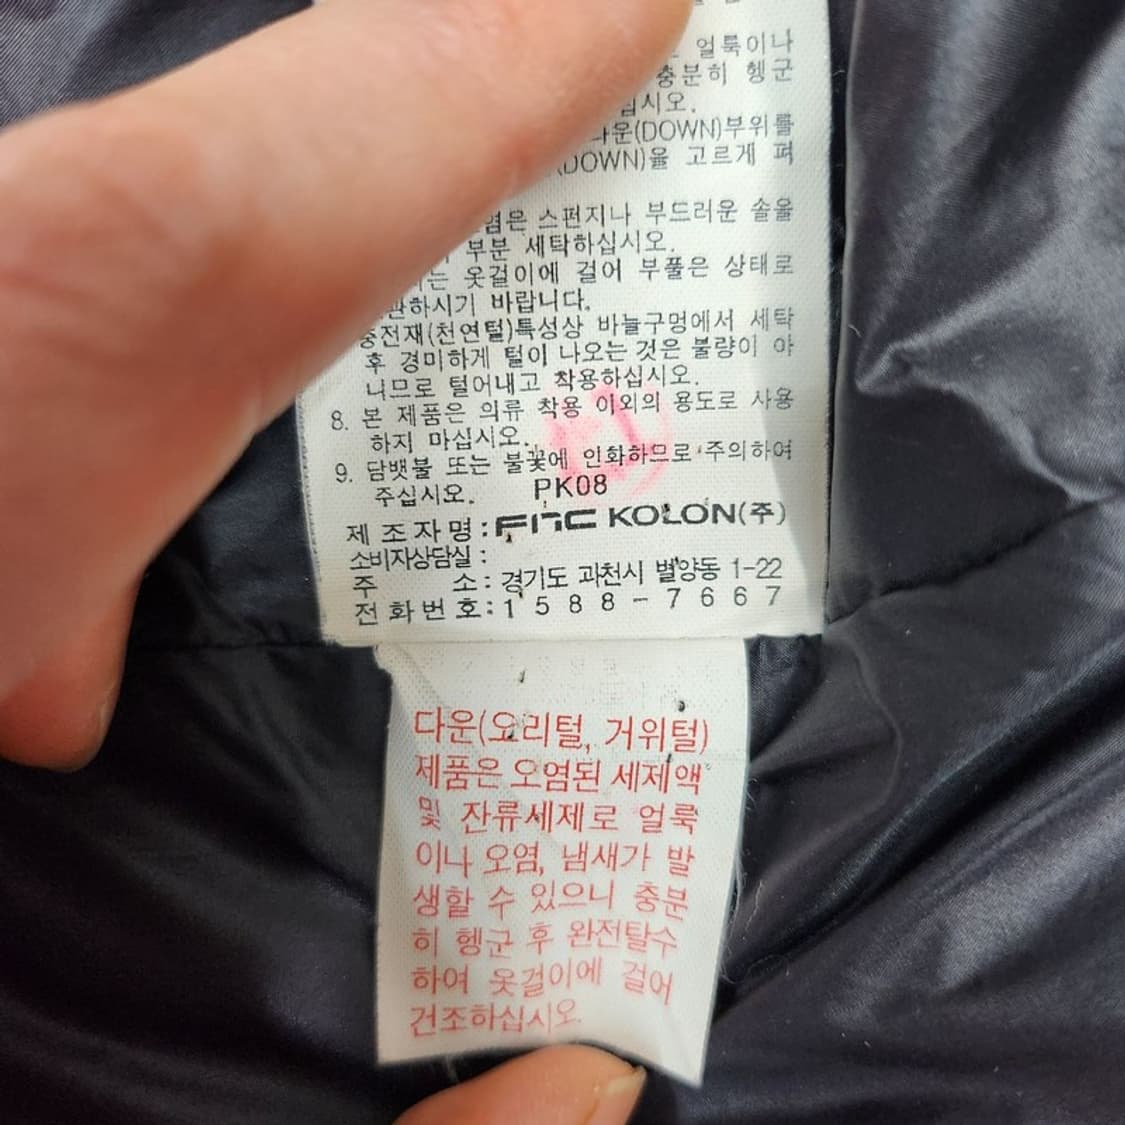 얼룩이나
충분히 헹군
십시오.
다운(DOWN)부위를
(DOWN)을 고르게 펴
염은 스펀지나 부드러운 솔을
부분 세탁하십시오.
는 옷걸이에 걸어 부풀은 상태로
관하시기 바랍니다.
충전재(천연털)특성상 바늘구멍에서 세탁
후 경미하게 털이 나오는 것은 불량이 아
니므로 털어내고 착용하십시오.
8. 본 제품은 의류 착용 이외의 용도로 사용
하지 마십시오.
9. 담뱃불 또는 불꽃에 인화하므로 주의하여
주십시오. PK08
제조자명: FnC KOLON(주)
소비자상담실:
주 소: 경기도 과천시 별양동 1-22
전화번호: 1588-7667
다운(오리털, 거위털)
제품은 오염된 세제액
및 잔류세제로 얼룩
이나 오염, 냄새가 발
생할 수 있으니 충분
히 헹군 후 완전탈수
하여 옷걸이에 걸어
건조하십시오.